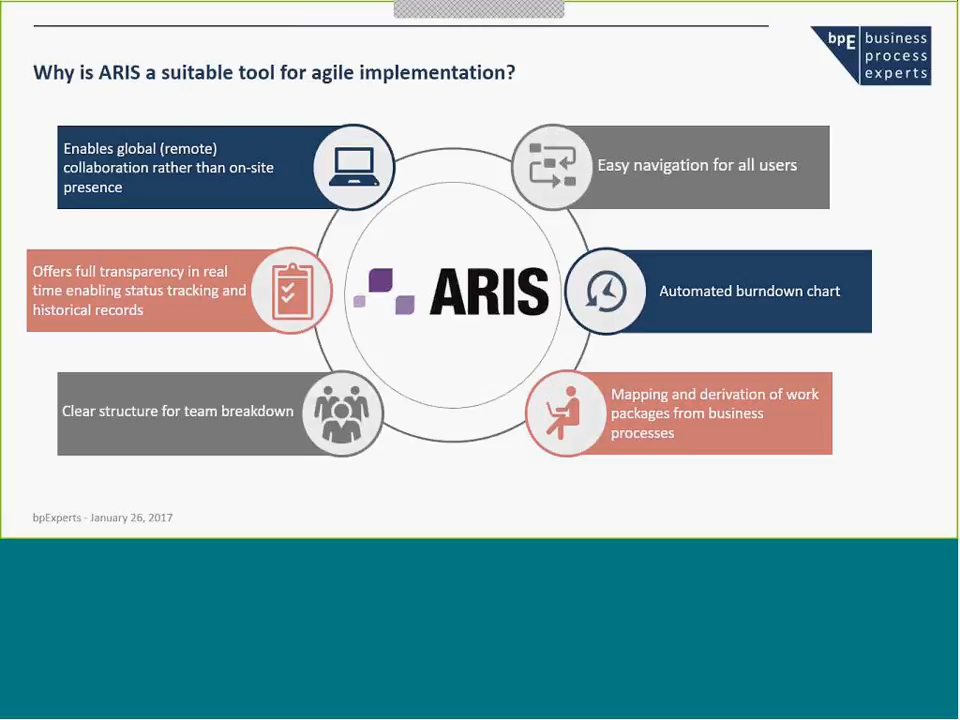 bpE business
process
experts
Why is ARIS a suitable tool for agile implementation?
Enables global (remote)
collaboration rather than on-site
presence
Easy navigation for all users
Offers full transparency in real
time enabling status tracking and
historical records
ARIS
Automated burndown chart
Clear structure for team breakdown
Mapping and derivation of work
packages from business
processes
bpExperts - January 26, 2017